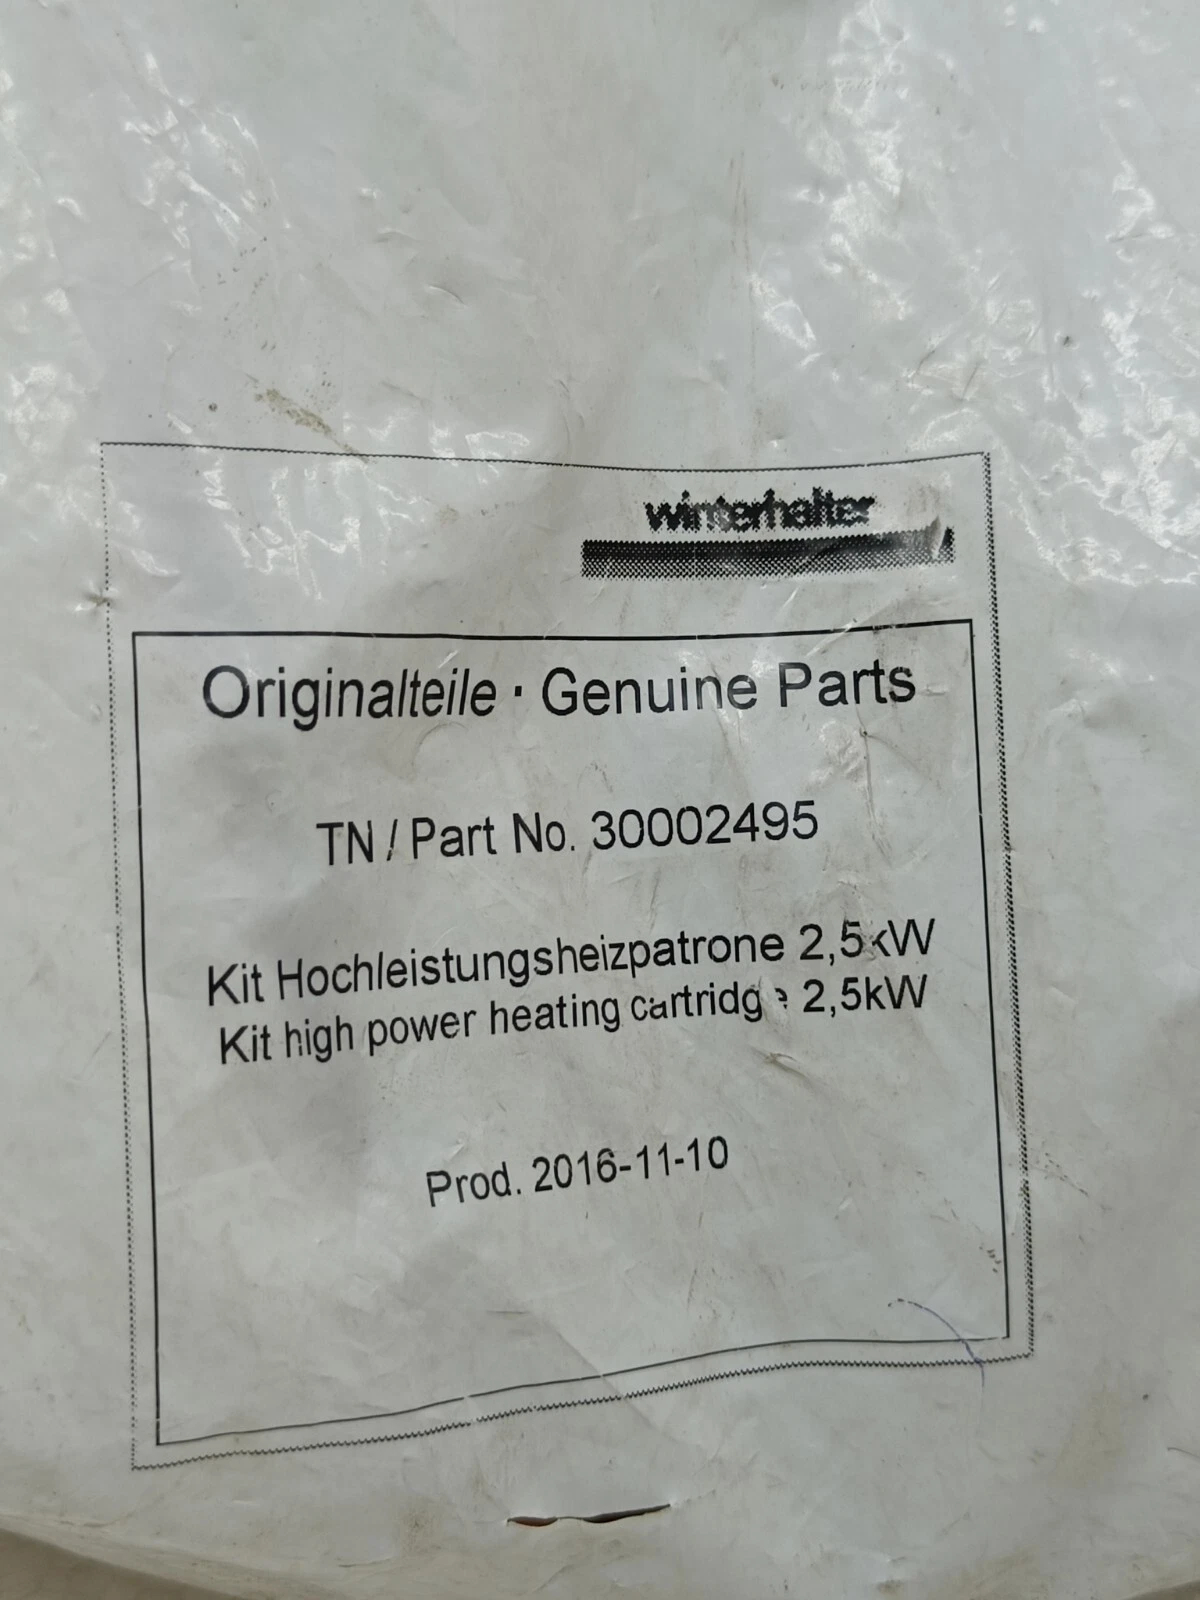 winterhalter
Originalteile · Genuine Parts
TN / Part No. 30002495
Kit Hochleistungsheizpatrone 2,5kW
Kit high power heating cartridge 2,5kW
Prod. 2016-11-10